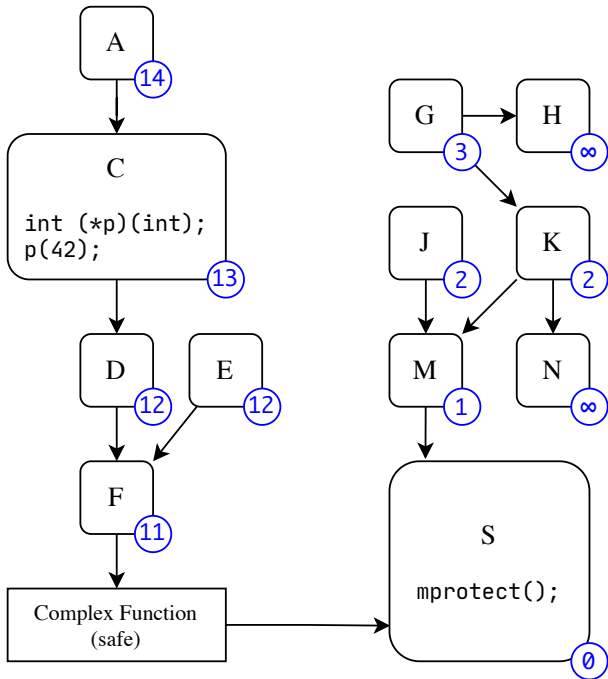 A
14
C
int (*p)(int);
p(42);
13
D
12
E
12
F
11
Complex Function
(safe)
G
3
H
∞
J
2
K
2
M
1
N
∞
S
mprotect();
0